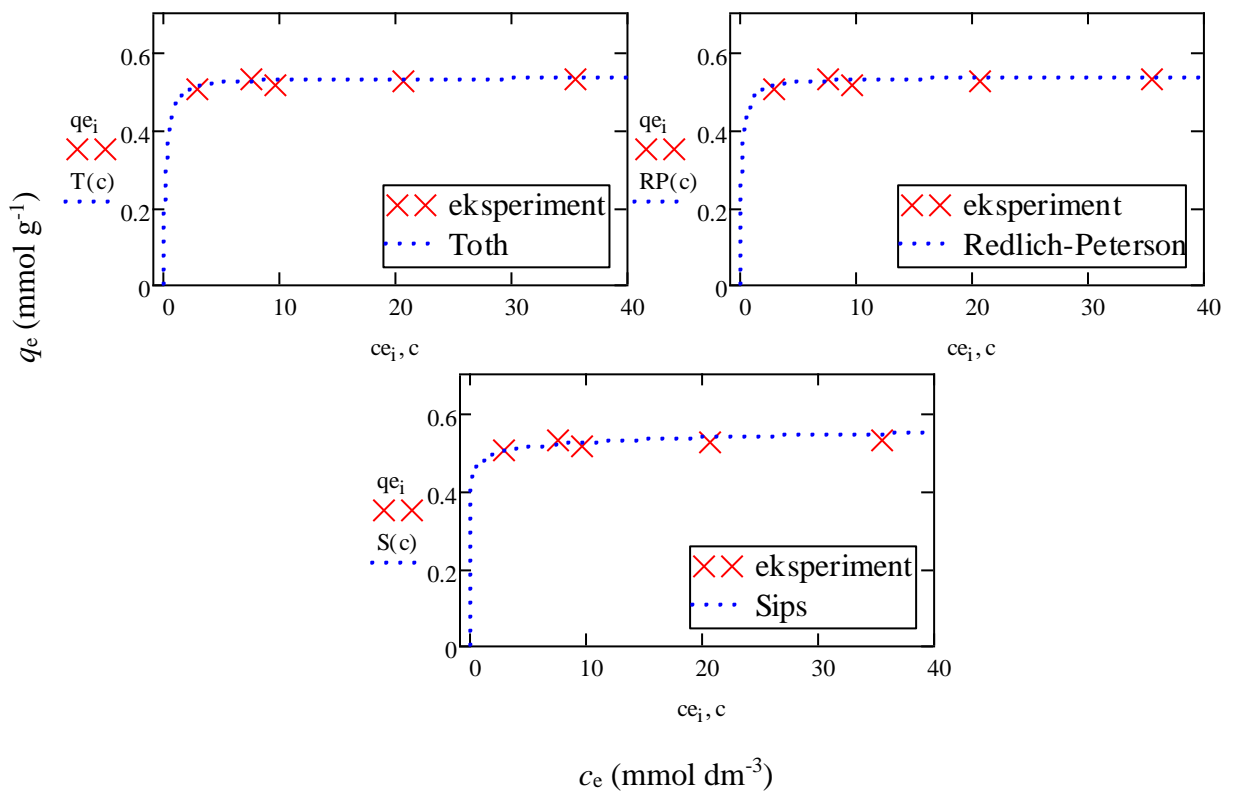 q_e (mmol g⁻¹)
0.6
0.4
0.2
0
qe_i
T(c)
eksperiment
Toth
0 10 20 30 40
ce_i, c
0.6
0.4
0.2
0
qe_i
RP(c)
eksperiment
Redlich-Peterson
0 10 20 30 40
ce_i, c
0.6
0.4
0.2
0
qe_i
S(c)
eksperiment
Sips
0 10 20 30 40
ce_i, c
c_e (mmol dm⁻³)